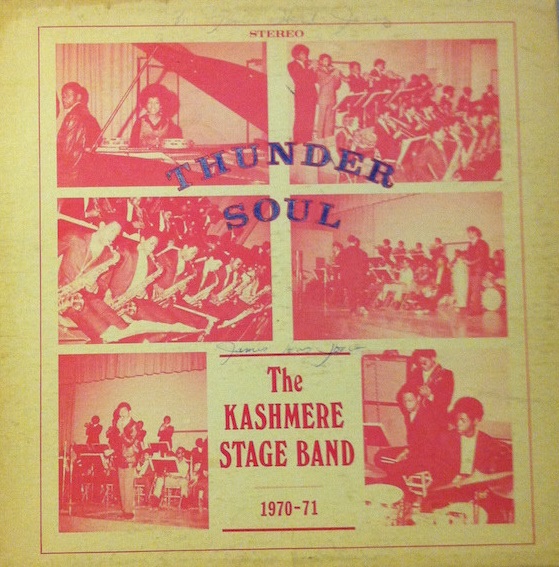 STEREO
THUNDER
SOUL
The
KASHMERE
STAGE BAND
1970-71